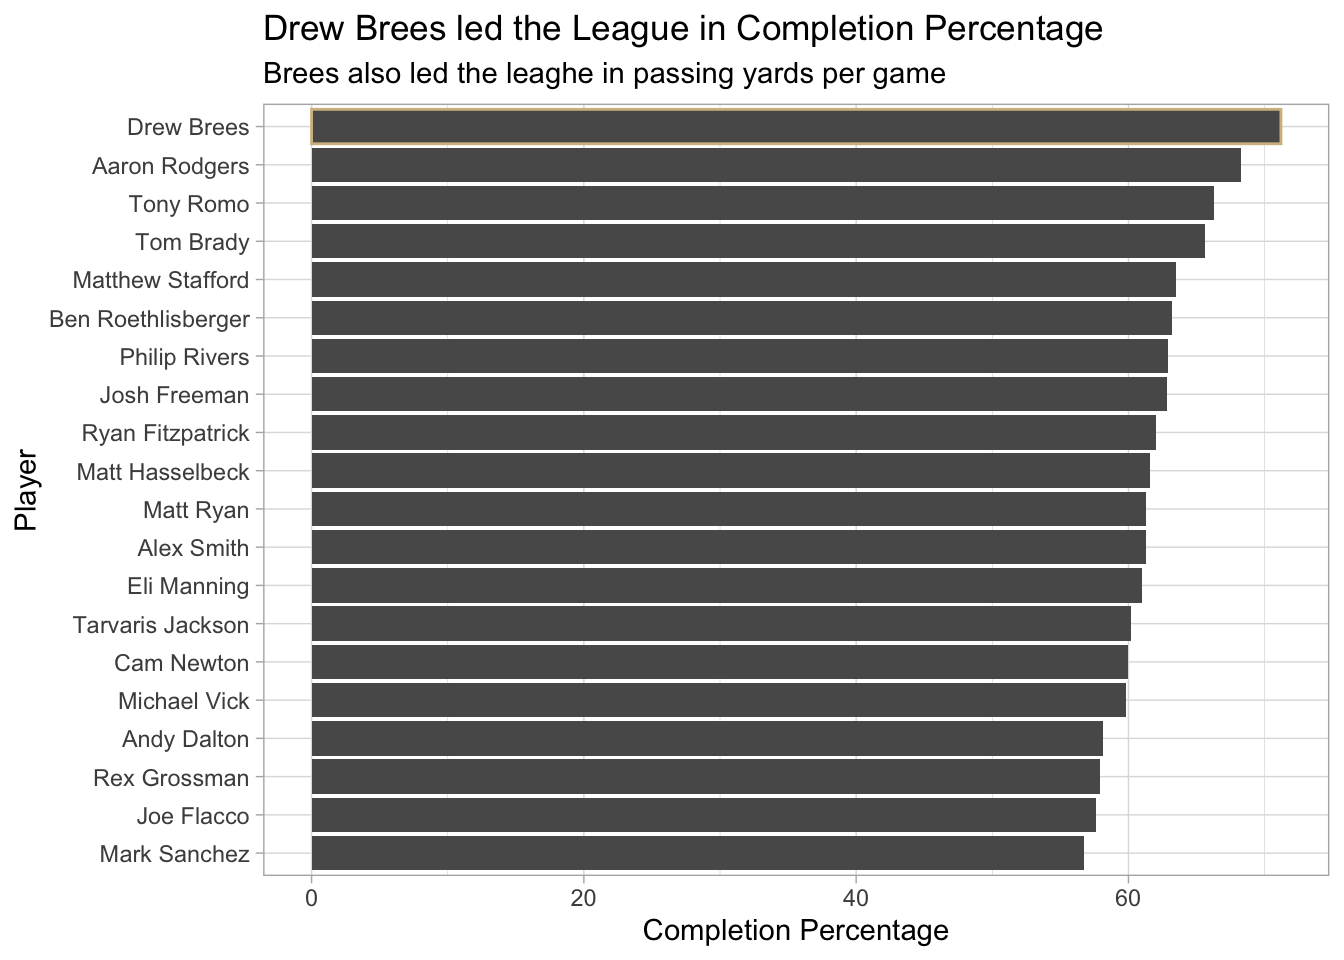 Drew Brees led the League in Completion Percentage
Brees also led the leaghe in passing yards per game
Player
Drew Brees
Aaron Rodgers
Tony Romo
Tom Brady
Matthew Stafford
Ben Roethlisberger
Philip Rivers
Josh Freeman
Ryan Fitzpatrick
Matt Hasselbeck
Matt Ryan
Alex Smith
Eli Manning
Tarvaris Jackson
Cam Newton
Michael Vick
Andy Dalton
Rex Grossman
Joe Flacco
Mark Sanchez
0 20 40 60
Completion Percentage